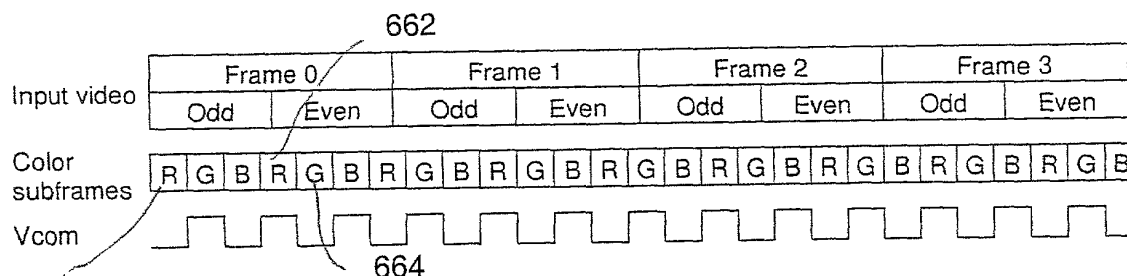 662
Input video
Frame 0 Frame 1 Frame 2 Frame 3
Odd Even Odd Even Odd Even Odd Even
Color subframes
R G B R G B R G B R G B R G B R G B R G B R G B R G B
Vcom
664